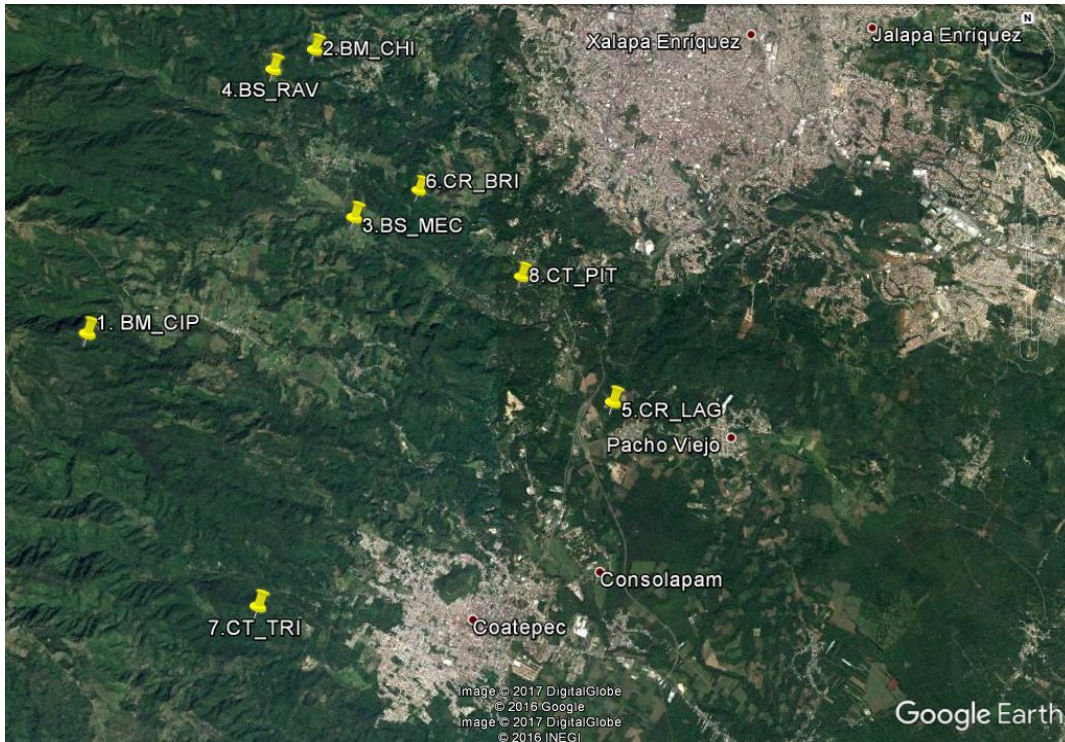 N
2.BM_CHI
Xalapa Enríquez
Jalapa Enríquez
4.BS_RAV
6.CR_BRI
3.BS_MEC
8.CT_PIT
1. BM_CIP
5.CR_LAG
Pacho Viejo
Consolapam
7.CT_TRI
Coatepec
Image © 2017 DigitalGlobe
© 2016 Google
Image © 2017 DigitalGlobe
© 2016 INEGI
Google Earth